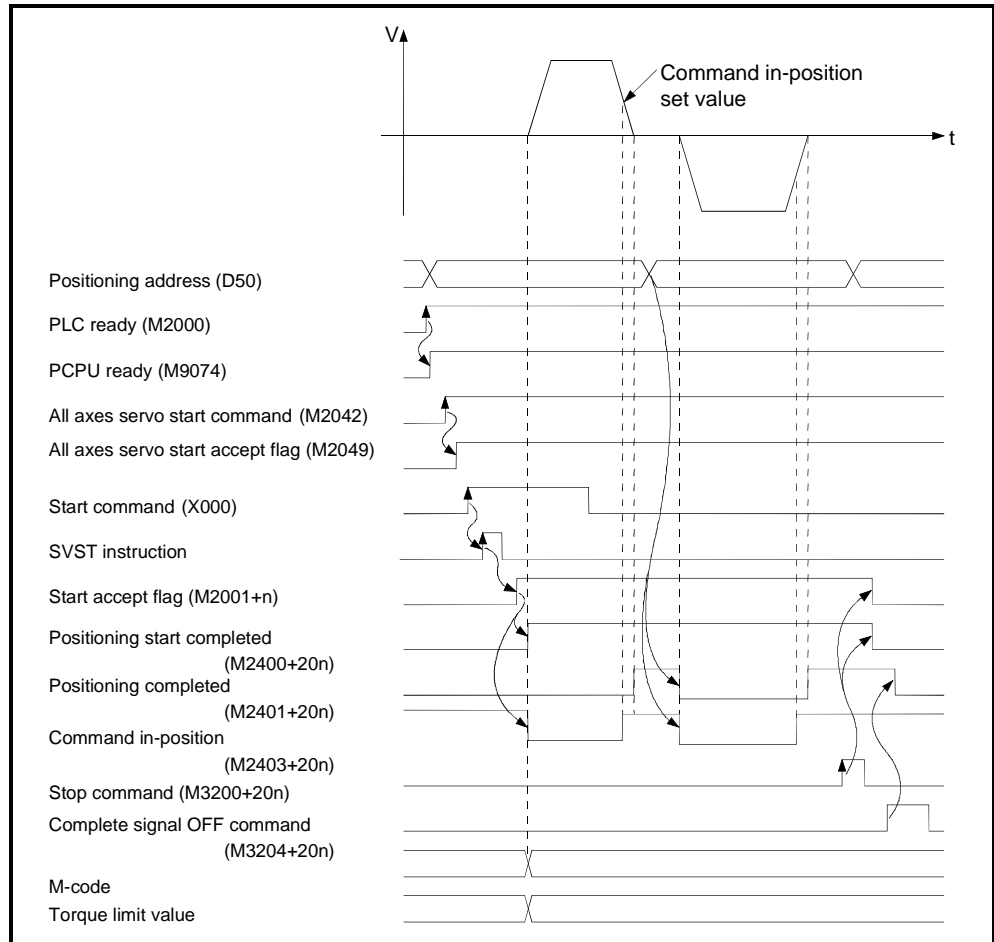 V
Command in-position
set value
t
Positioning address (D50)
PLC ready (M2000)
PCPU ready (M9074)
All axes servo start command (M2042)
All axes servo start accept flag (M2049)
Start command (X000)
SVST instruction
Start accept flag (M2001+n)
Positioning start completed
(M2400+20n)
Positioning completed
(M2401+20n)
Command in-position
(M2403+20n)
Stop command (M3200+20n)
Complete signal OFF command
(M3204+20n)
M-code
Torque limit value